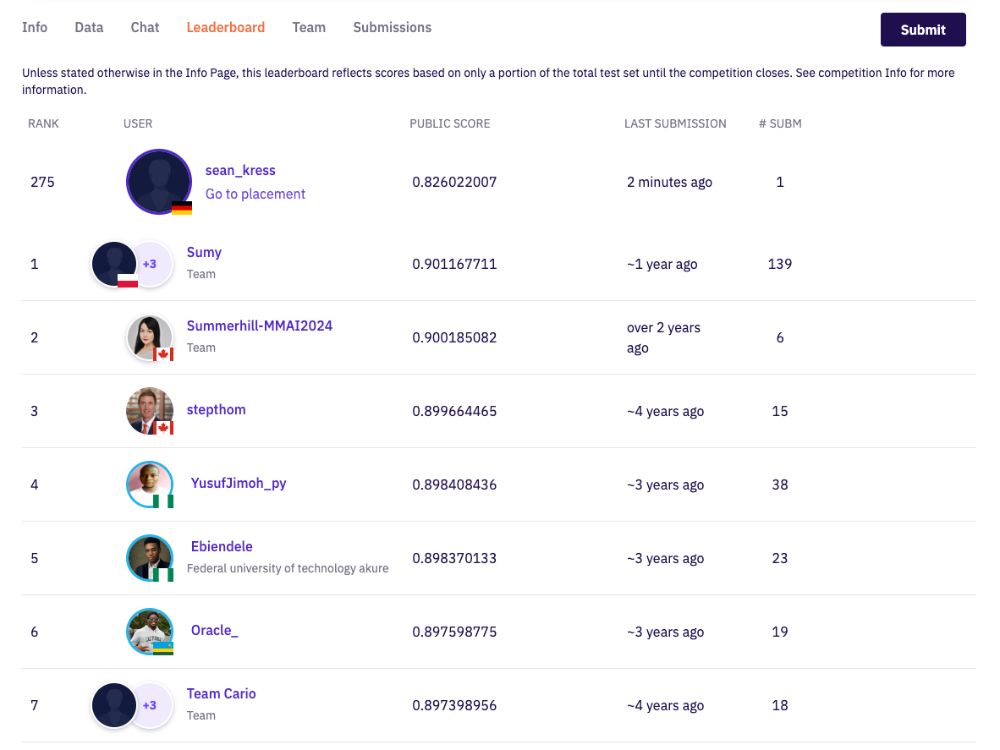 Info Data Chat Leaderboard Team Submissions Submit
Unless stated otherwise in the Info Page, this leaderboard reflects scores based on only a portion of the total test set until the competition closes. See competition Info for more
information.
RANK USER PUBLIC SCORE LAST SUBMISSION # SUBM
275 sean_kress 0.826022007 2 minutes ago 1
Go to placement
1 +3 Sumy 0.901167711 ~1 year ago 139
Team
2 Summerhill-MMAI2024 0.900185082 over 2 years
ago 6
Team
3 stepthom 0.899664465 ~4 years ago 15
4 YusufJimoh_py 0.898408436 ~3 years ago 38
5 Ebiendele 0.898370133 ~3 years ago 23
Federal university of technology akure
6 Oracle_ 0.897598775 ~3 years ago 19
7 +3 Team Cario 0.897398956 ~4 years ago 18
Team